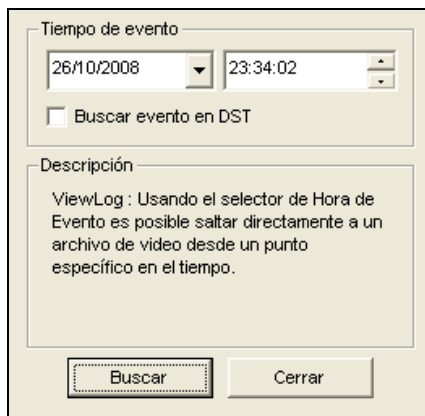 Tiempo de evento
26/10/2008 23:34:02
Buscar evento en DST
Descripción
ViewLog : Usando el selector de Hora de
Evento es posible saltar directamente a un
archivo de video desde un punto
específico en el tiempo.
Buscar Cerrar